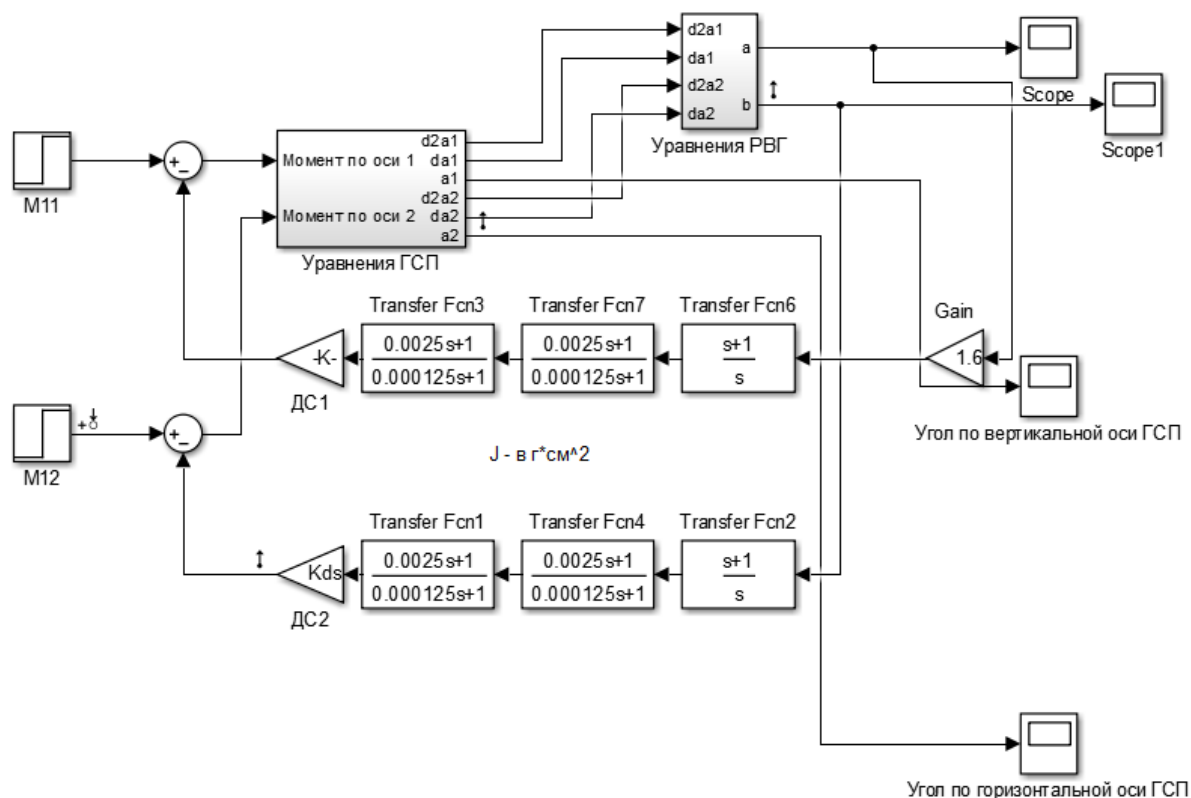 d2a1
da1
d2a2
da2
a
b
Уравнения РВГ
Scope
Scope1
M11
+
−
Момент по оси 1
Момент по оси 2
d2a1
da1
a1
d2a2
da2
a2
Уравнения ГСП
Transfer Fcn3
Transfer Fcn7
Transfer Fcn6
Gain
-K-
0.0025s+1
0.000125s+1
0.0025s+1
0.000125s+1
s+1
s
1.6
ДС1
Угол по вертикальной оси ГСП
M12
+
−
J - в г*см^2
Transfer Fcn1
Transfer Fcn4
Transfer Fcn2
Kds
0.0025s+1
0.000125s+1
0.0025s+1
0.000125s+1
s+1
s
ДС2
Угол по горизонтальной оси ГСП